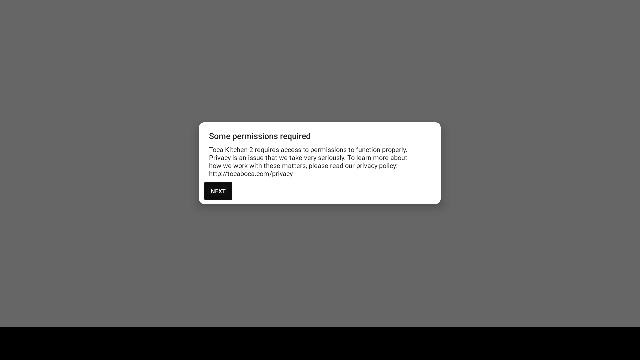 Some permissions required
Toca Kitchen 2 requires access to permissions to function properly.
Privacy is an issue that we take very seriously. To learn more about
how we work with those matters, please read our privacy policy:
http://tocaboca.com/privacy
NEXT